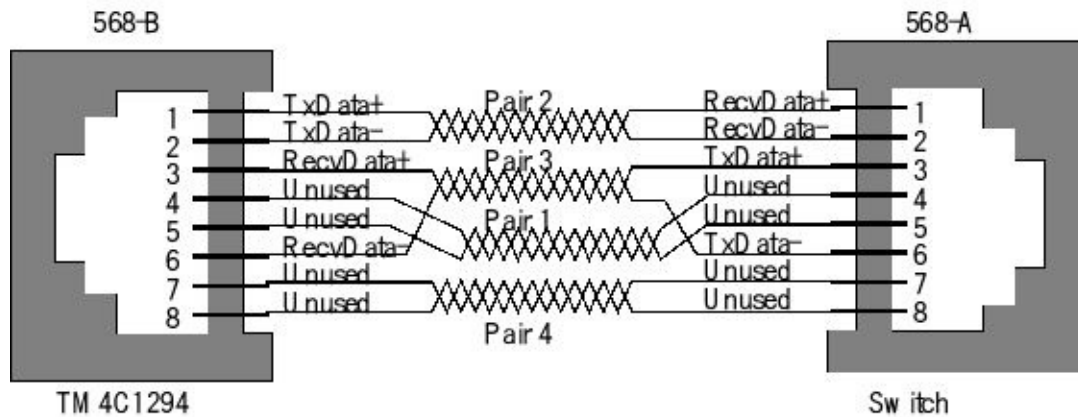 568-B
568-A
1 TxData+ Pair 2 RecvData+ 1
2 TxData- RecvData- 2
3 RecvData+ Pair 3 TxData+ 3
4 Unused Unused 4
5 Unused Pair 1 Unused 5
6 RecvData- TxData- 6
7 Unused Unused 7
8 Unused Unused 8
Pair 4
TM4C1294
Switch